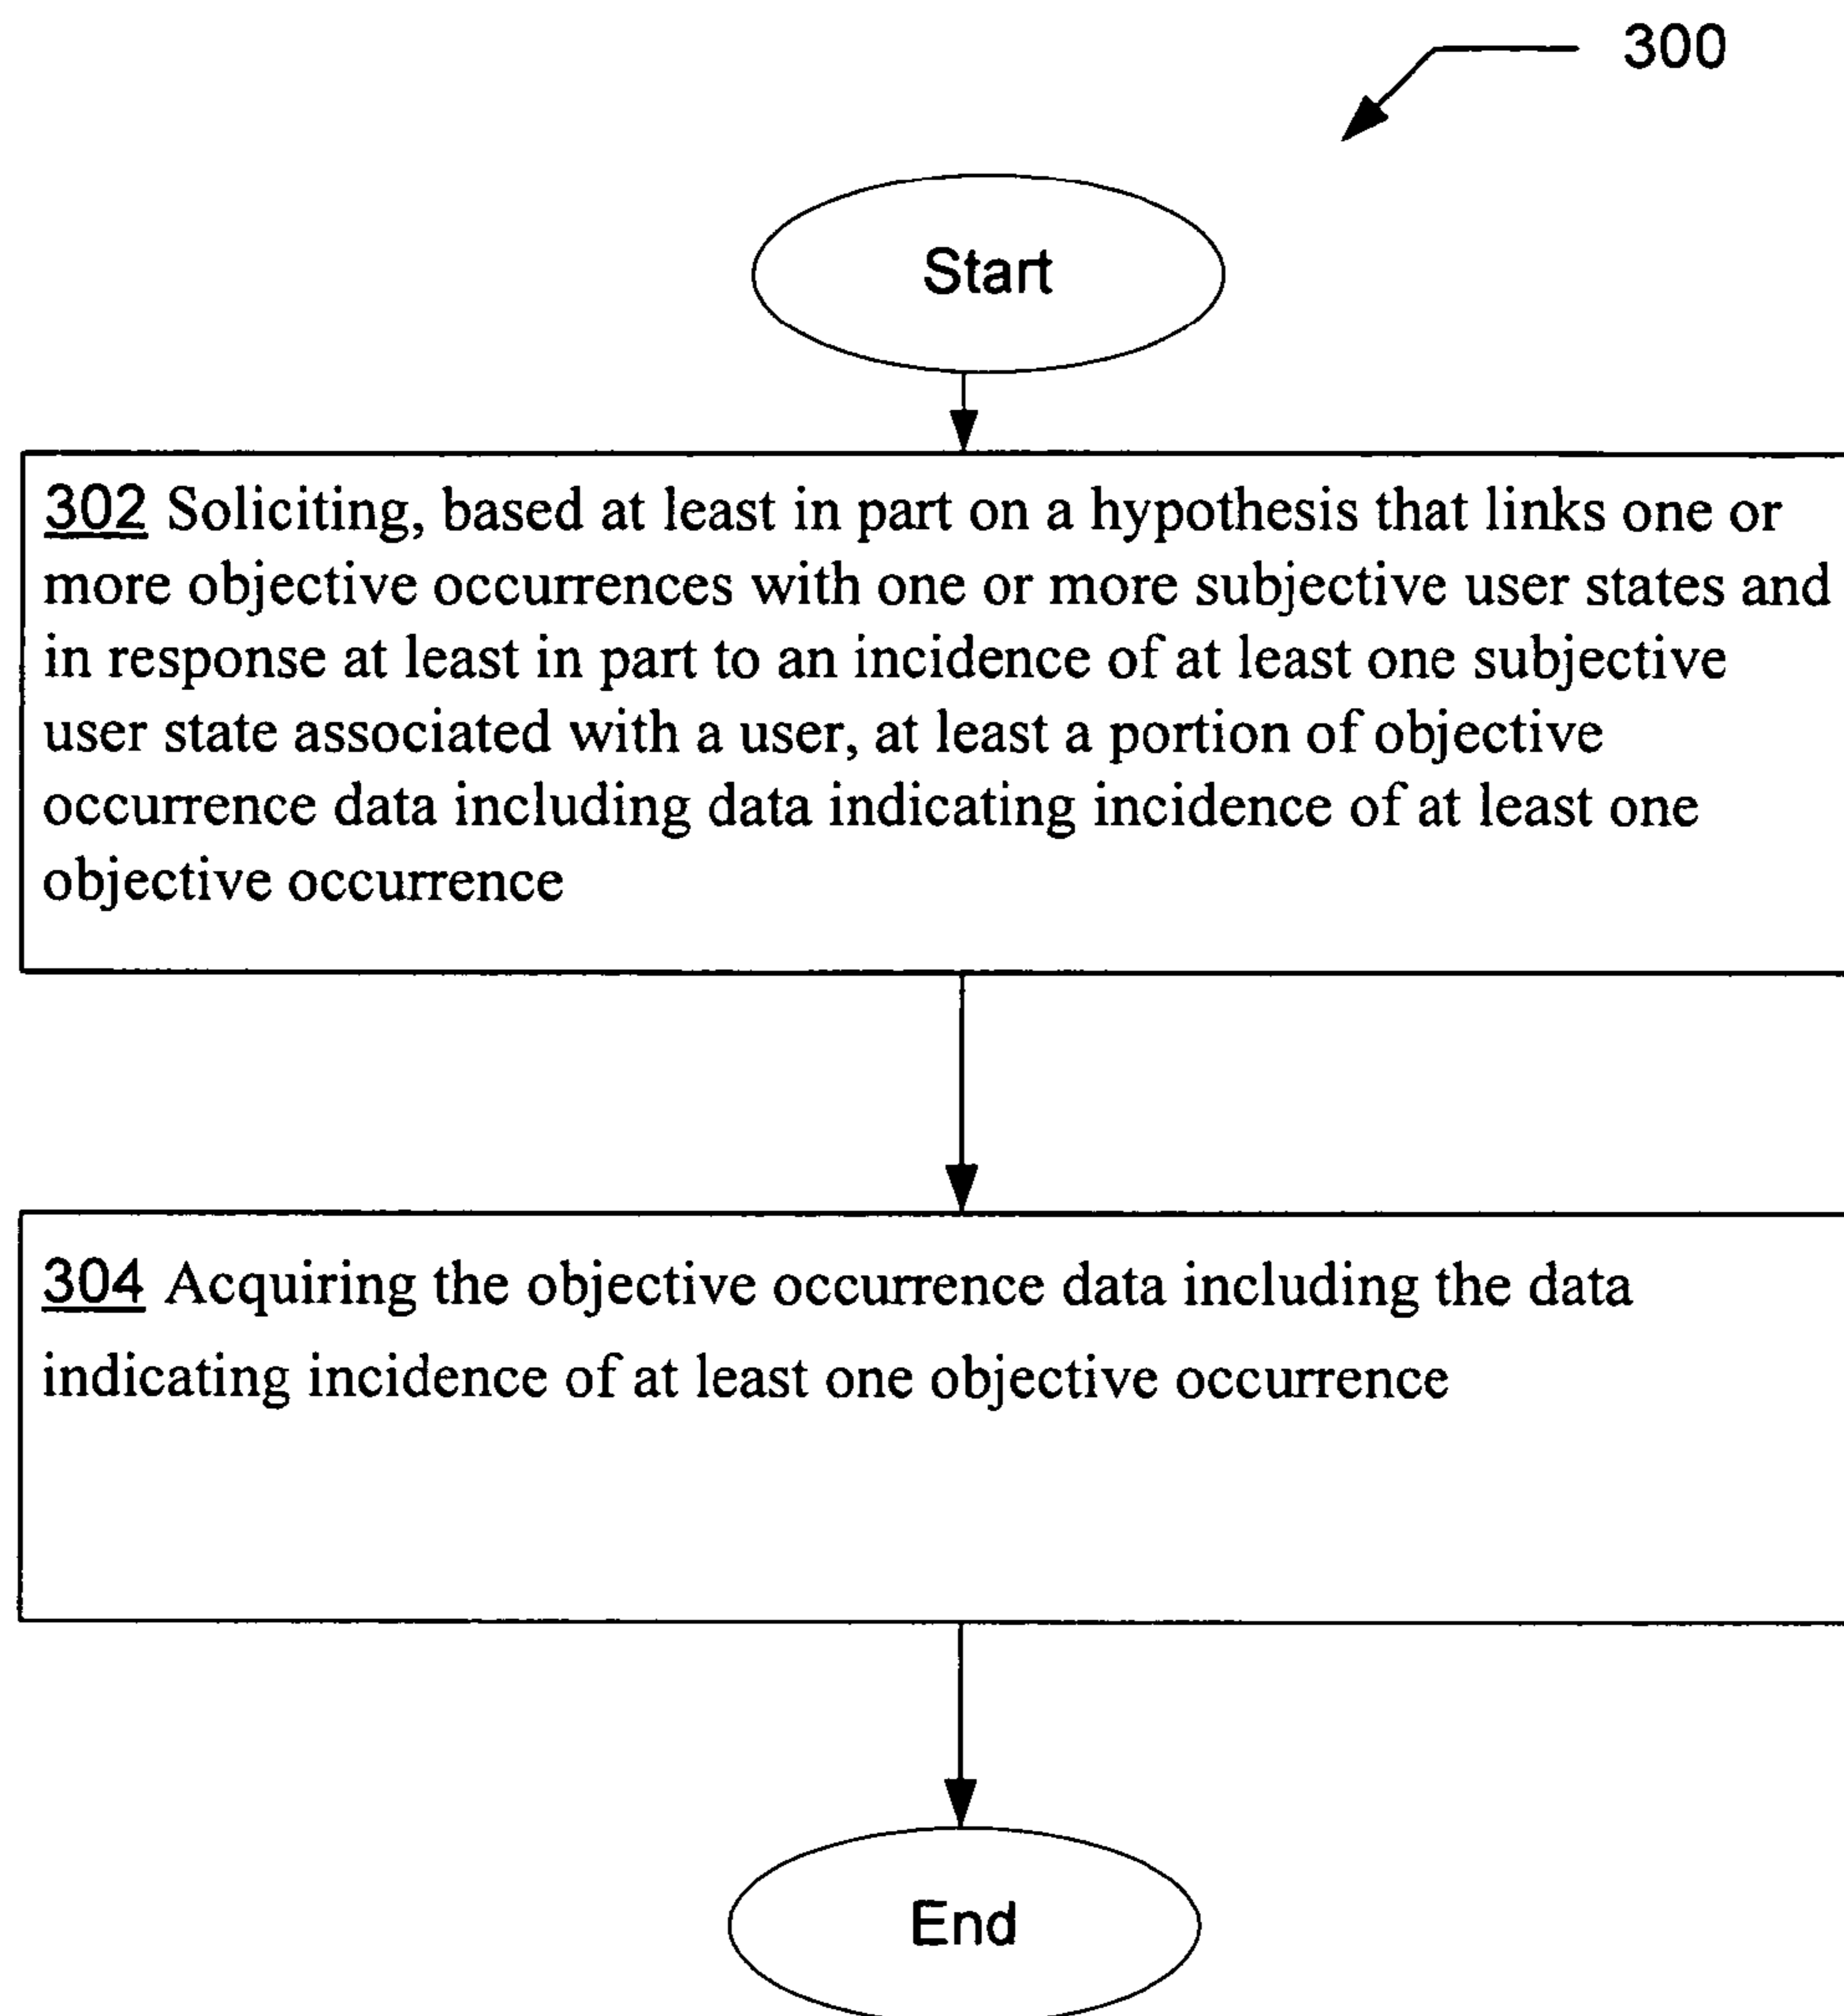 300
Start
302 Soliciting, based at least in part on a hypothesis that links one or
more objective occurrences with one or more subjective user states and
in response at least in part to an incidence of at least one subjective
user state associated with a user, at least a portion of objective
occurrence data including data indicating incidence of at least one
objective occurrence
304 Acquiring the objective occurrence data including the data
indicating incidence of at least one objective occurrence
End